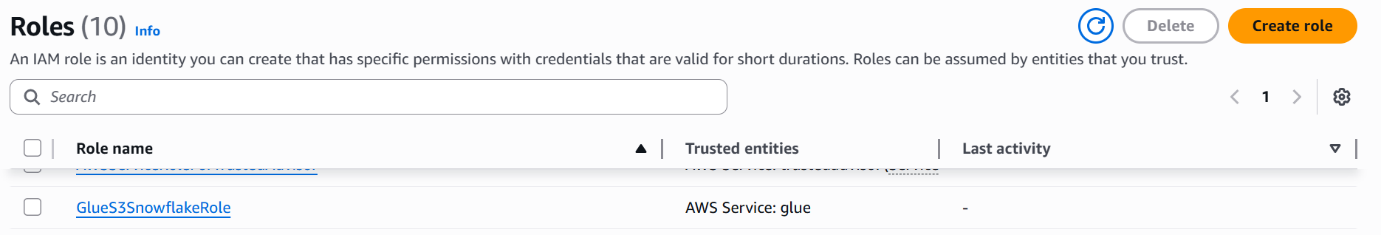 Roles (10) Info
Delete
Create role
An IAM role is an identity you can create that has specific permissions with credentials that are valid for short durations. Roles can be assumed by entities that you trust.
Search
1
Role name
Trusted entities
Last activity
GlueS3SnowflakeRole
AWS Service: glue
-